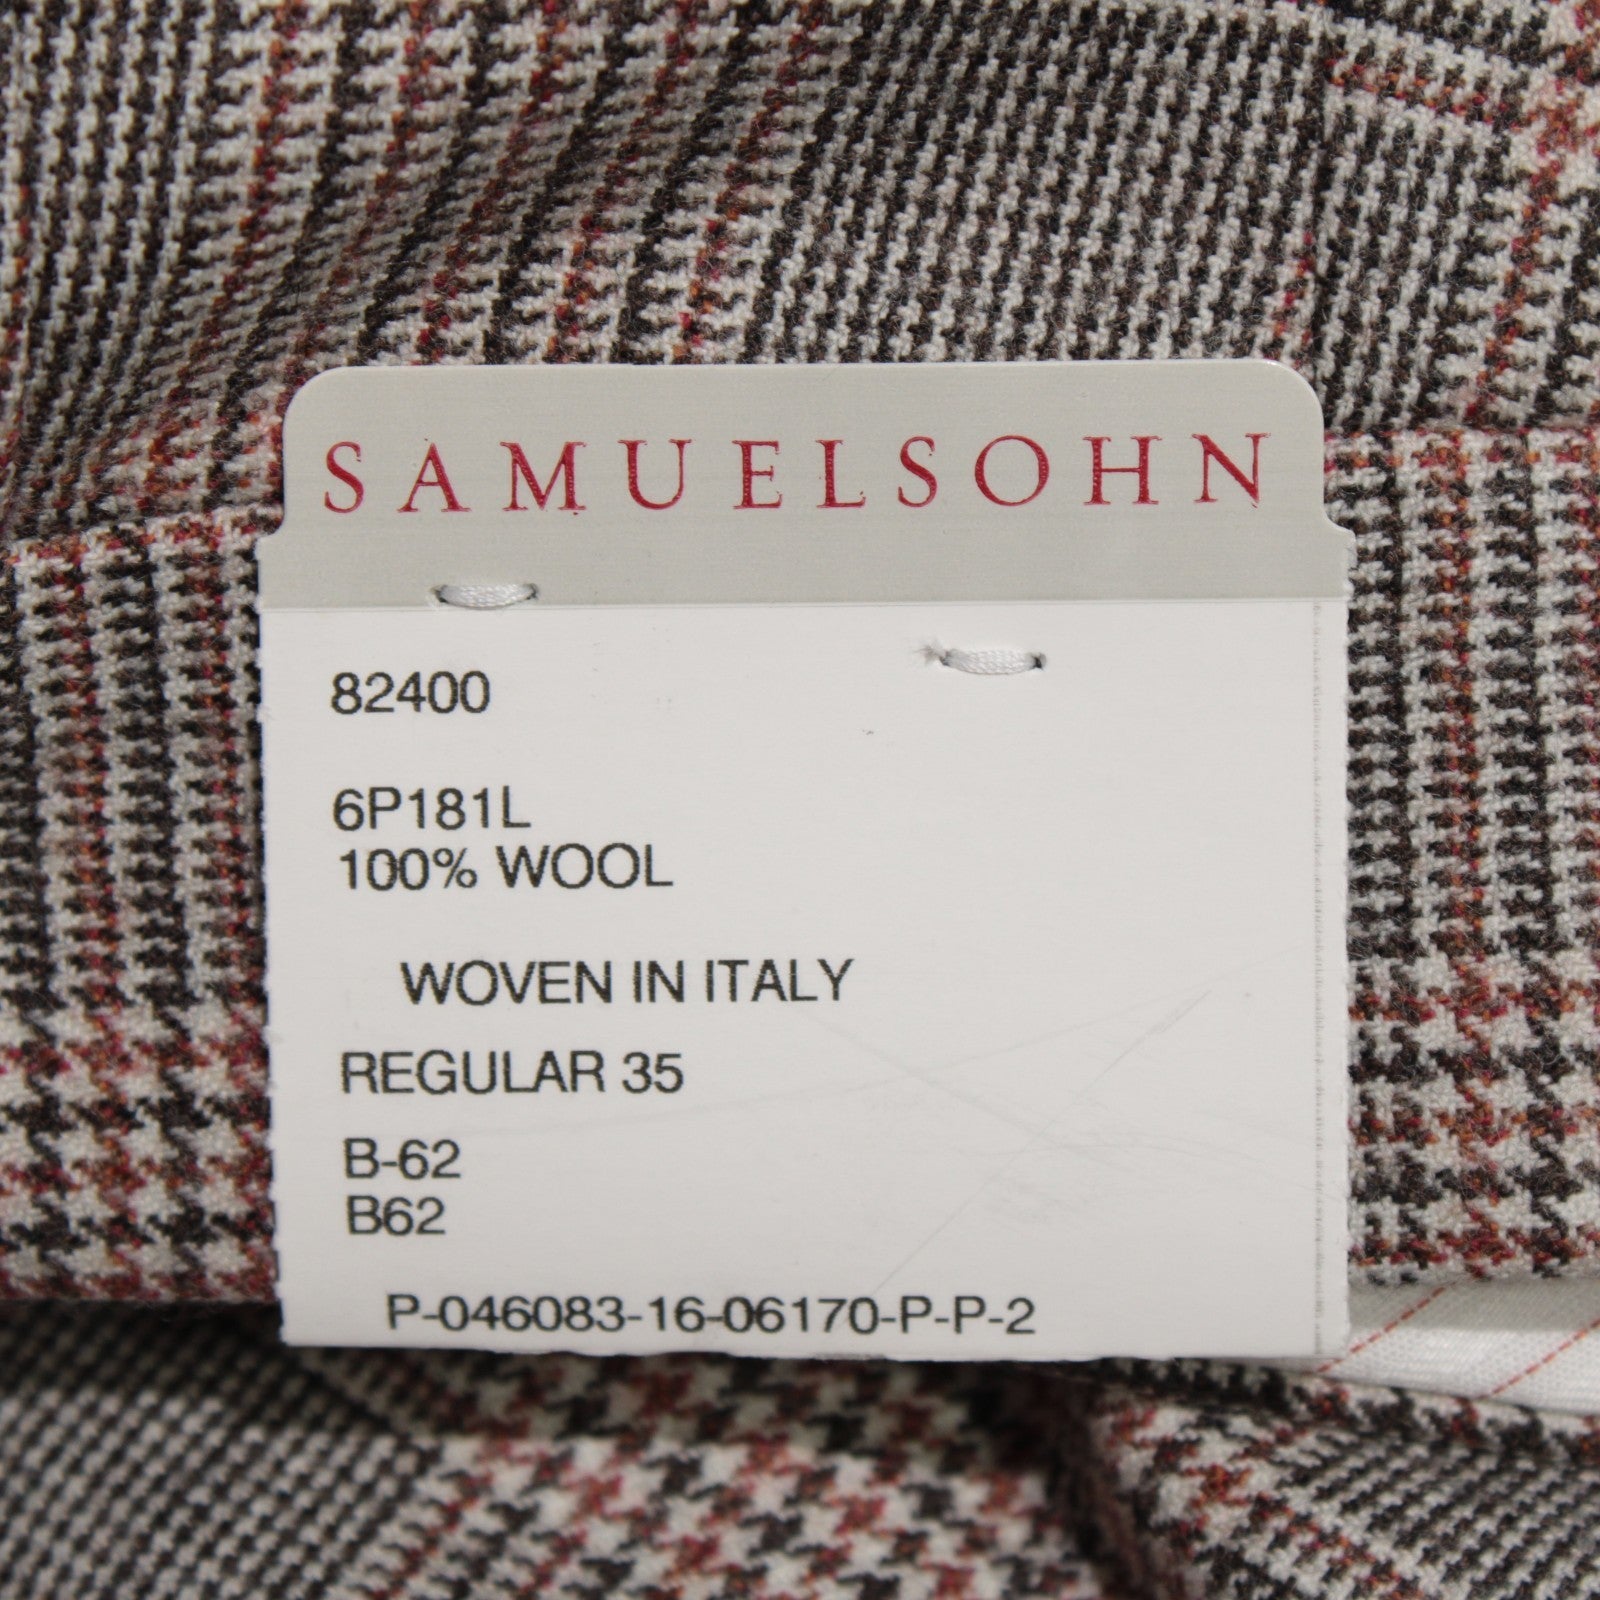 SAMUELSOHN
82400
6P181L
100% WOOL
WOVEN IN ITALY
REGULAR 35
B-62
B62
P-046083-16-06170-P-P-2